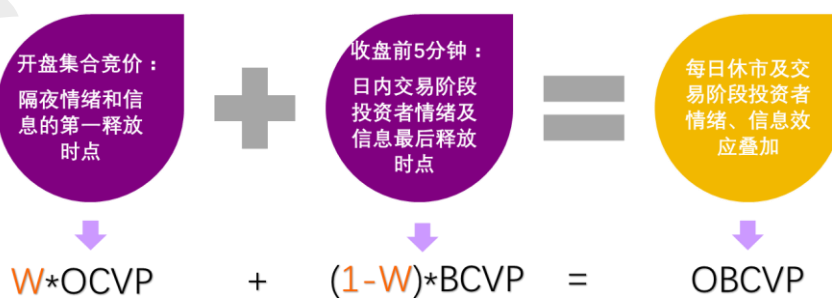 开盘集合竞价：
隔夜情绪和信
息的第一释放
时点
收盘前5分钟：
日内交易阶段
投资者情绪及
信息最后释放
时点
每日休市及交
易阶段投资者
情绪、信息效
应叠加
W*OCVP + (1-W)*BCVP = OBCVP